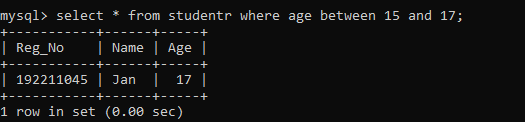 mysql> select * from studentr where age between 15 and 17;
+-----------+------+-----+
| Reg_No    | Name | Age |
+-----------+------+-----+
| 192211045 | Jan  |  17 |
+-----------+------+-----+
1 row in set (0.00 sec)